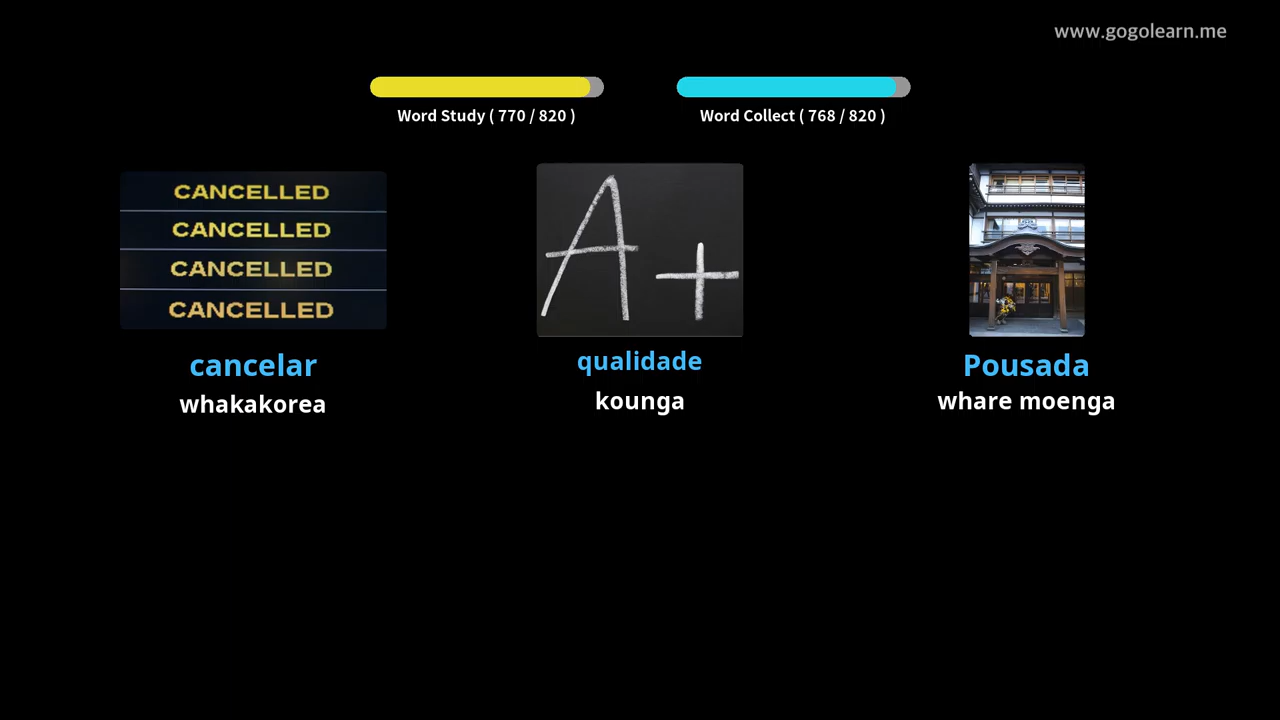 www.gogolearn.me
Word Study ( 770 / 820 )
Word Collect ( 768 / 820 )
CANCELLED
CANCELLED
CANCELLED
CANCELLED
A+
cancelar
qualidade
Pousada
whakakorea
kounga
whare moenga